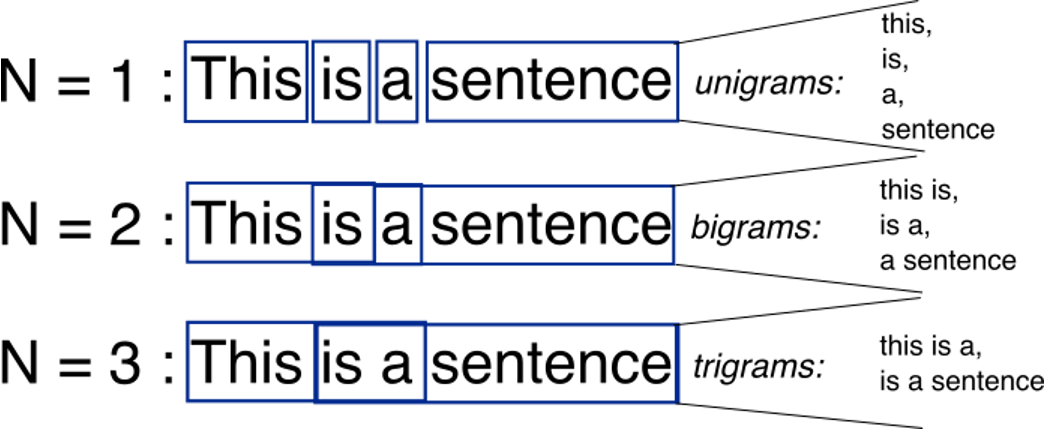 N = 1 : This is a sentence
unigrams:
this,
is,
a,
sentence
N = 2 : This is a sentence
bigrams:
this is,
is a,
a sentence
N = 3 : This is a sentence
trigrams:
this is a,
is a sentence